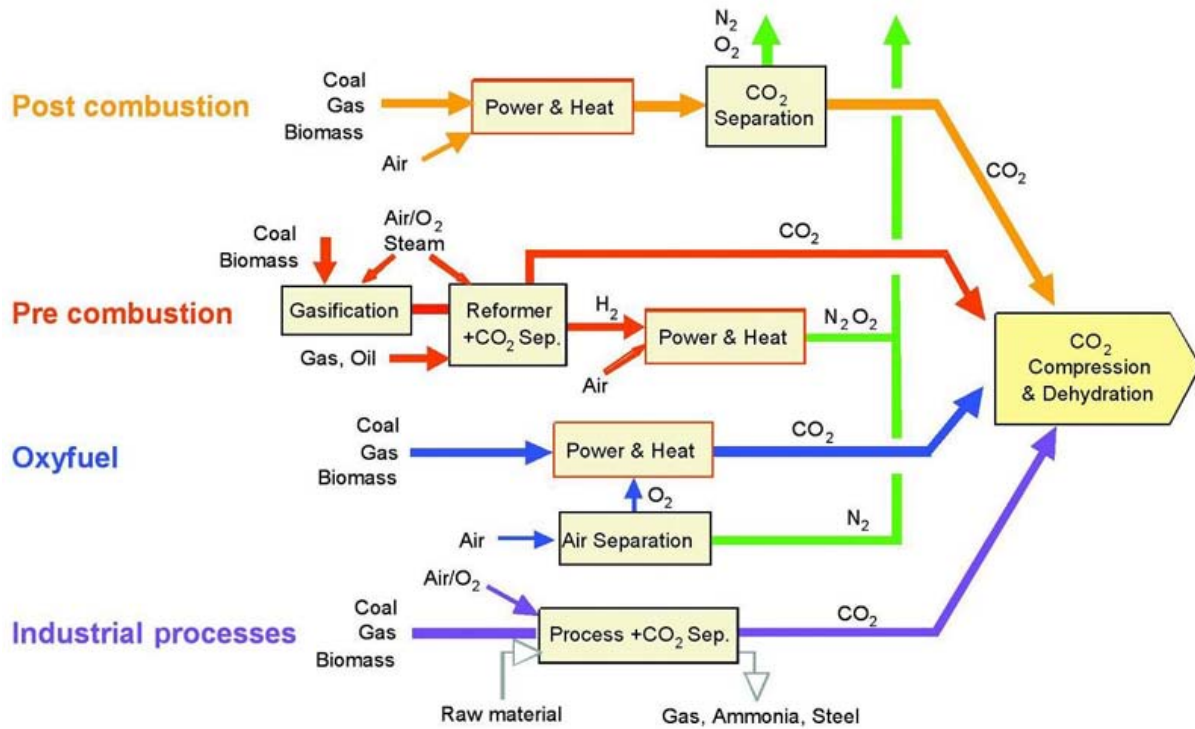 Post combustion
Coal
Gas
Biomass
Air
Power & Heat
N₂
O₂
CO₂
Separation
CO₂
Pre combustion
Coal
Biomass
Air/O₂
Steam
Gasification
Gas, Oil
Reformer
+CO₂ Sep.
H₂
Air
Power & Heat
CO₂
N₂O₂
CO₂
Compression
& Dehydration
Oxyfuel
Coal
Gas
Biomass
Power & Heat
CO₂
O₂
Air
Air Separation
N₂
Industrial processes
Air/O₂
Coal
Gas
Biomass
Process +CO₂ Sep.
CO₂
Raw material
Gas, Ammonia, Steel